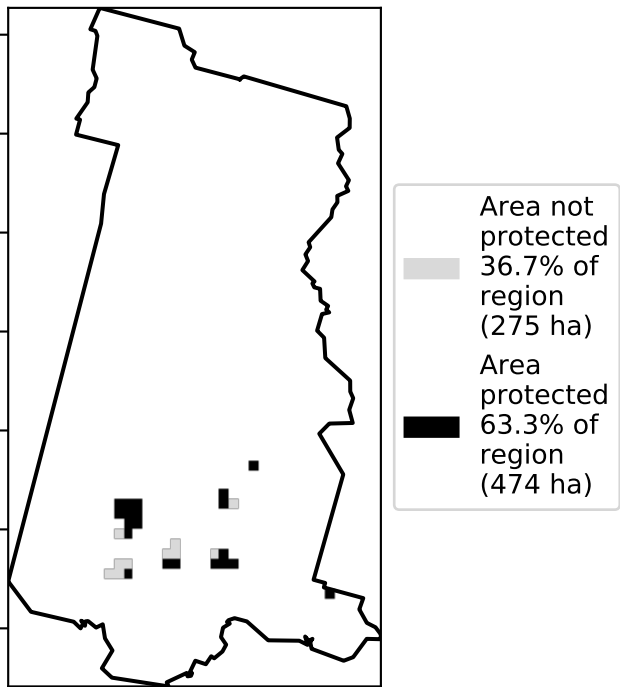 Area not
protected
36.7% of
region
(275 ha)
Area
protected
63.3% of
region
(474 ha)